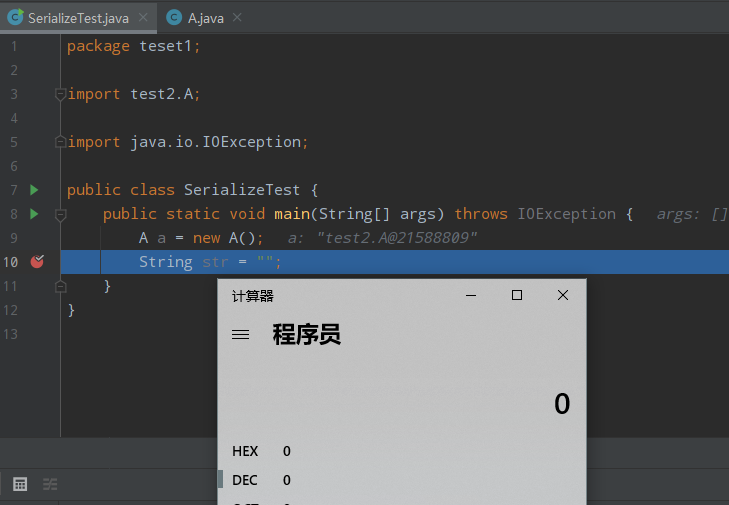 SerializeTest.java A.java
1 package teset1;
2
3 import test2.A;
4
5 import java.io.IOException;
6
7 public class SerializeTest {
8 public static void main(String[] args) throws IOException { args: []
9 A a = new A(); a: "test2.A@21588809"
10 String str = "";
11 }
12 }
13
计算器
程序员
0
HEX 0
DEC 0